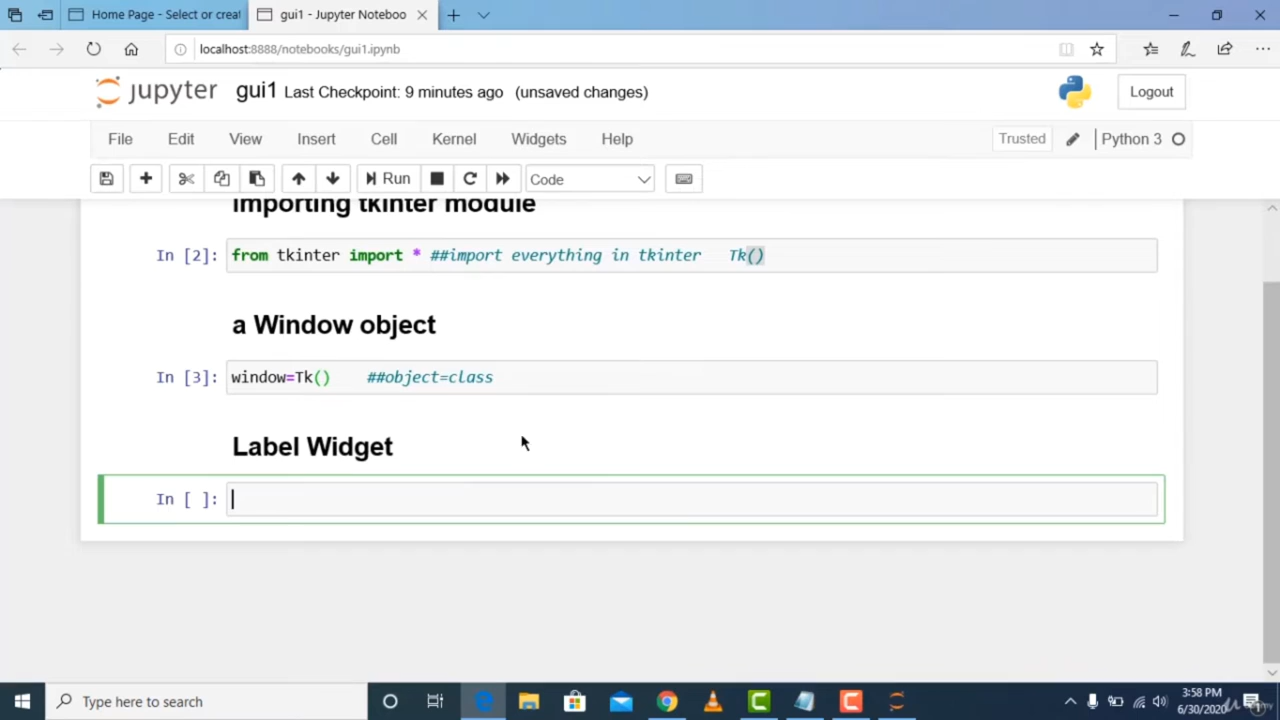 Home Page - Select or creat
gui1 - Jupyter Noteboo
localhost:8888/notebooks/gui1.ipynb
jupyter gui1 Last Checkpoint: 9 minutes ago (unsaved changes)
Logout
File Edit View Insert Cell Kernel Widgets Help
Trusted Python 3
Run Code
importing tkinter module
In [2]: from tkinter import * ##import everything in tkinter Tk()
a Window object
In [3]: window=Tk() ##object=class
Label Widget
In [ ]:
Type here to search
3:58 PM
6/30/2020